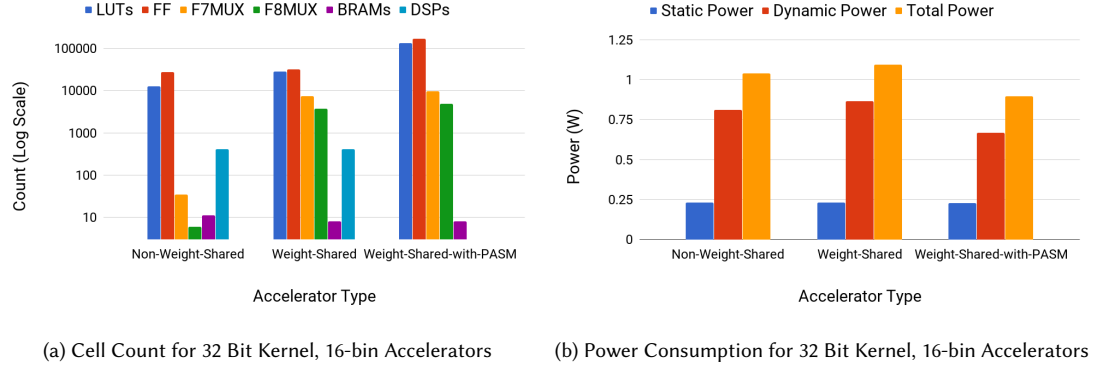 LUTs FF F7MUX F8MUX BRAMs DSPs
Count (Log Scale)
100000
10000
1000
100
10
Non-Weight-Shared Weight-Shared Weight-Shared-with-PASM
Accelerator Type
(a) Cell Count for 32 Bit Kernel, 16-bin Accelerators
Static Power Dynamic Power Total Power
Power (W)
1.25
1
0.75
0.5
0.25
0
Non-Weight-Shared Weight-Shared Weight-Shared-with-PASM
Accelerator Type
(b) Power Consumption for 32 Bit Kernel, 16-bin Accelerators